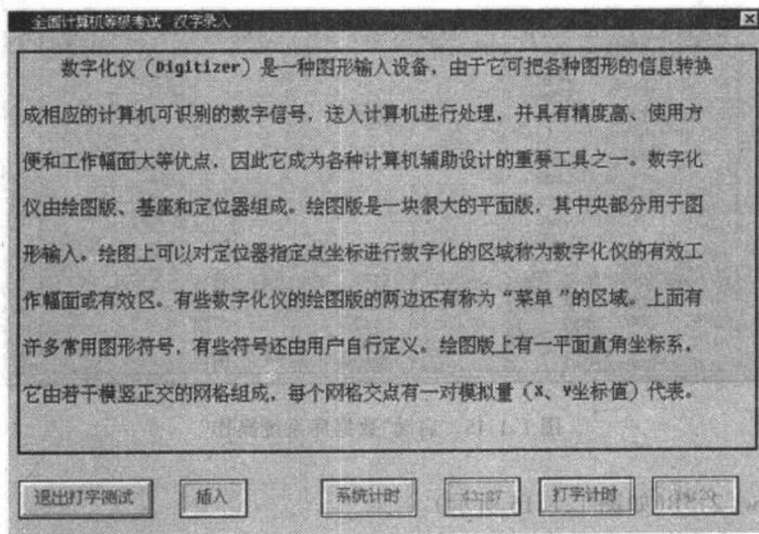 全国计算机等级考试 汉字录入
数字化仪（Digitizer）是一种图形输入设备，由于它可把各种图形的信息转换
成相应的计算机可识别的数字信号，送入计算机进行处理，并具有精度高、使用方
便和工作幅面大等优点，因此它成为各种计算机辅助设计的重要工具之一。数字化
仪由绘图版、基座和定位器组成。绘图版是一块很大的平面版，其中央部分用于图
形输入。绘图上可以对定位器指定点坐标进行数字化的区域称为数字化仪的有效工
作幅面或有效区。有些数字化仪的绘图版的两边还有称为“菜单”的区域。上面有
许多常用图形符号，有些符号还由用户自行定义。绘图版上有一平面直角坐标系，
它由若干横竖正交的网格组成，每个网格交点有一对模拟量（X、Y坐标值）代表。
退出打字测试 插入 系统计时 43:27 打字计时